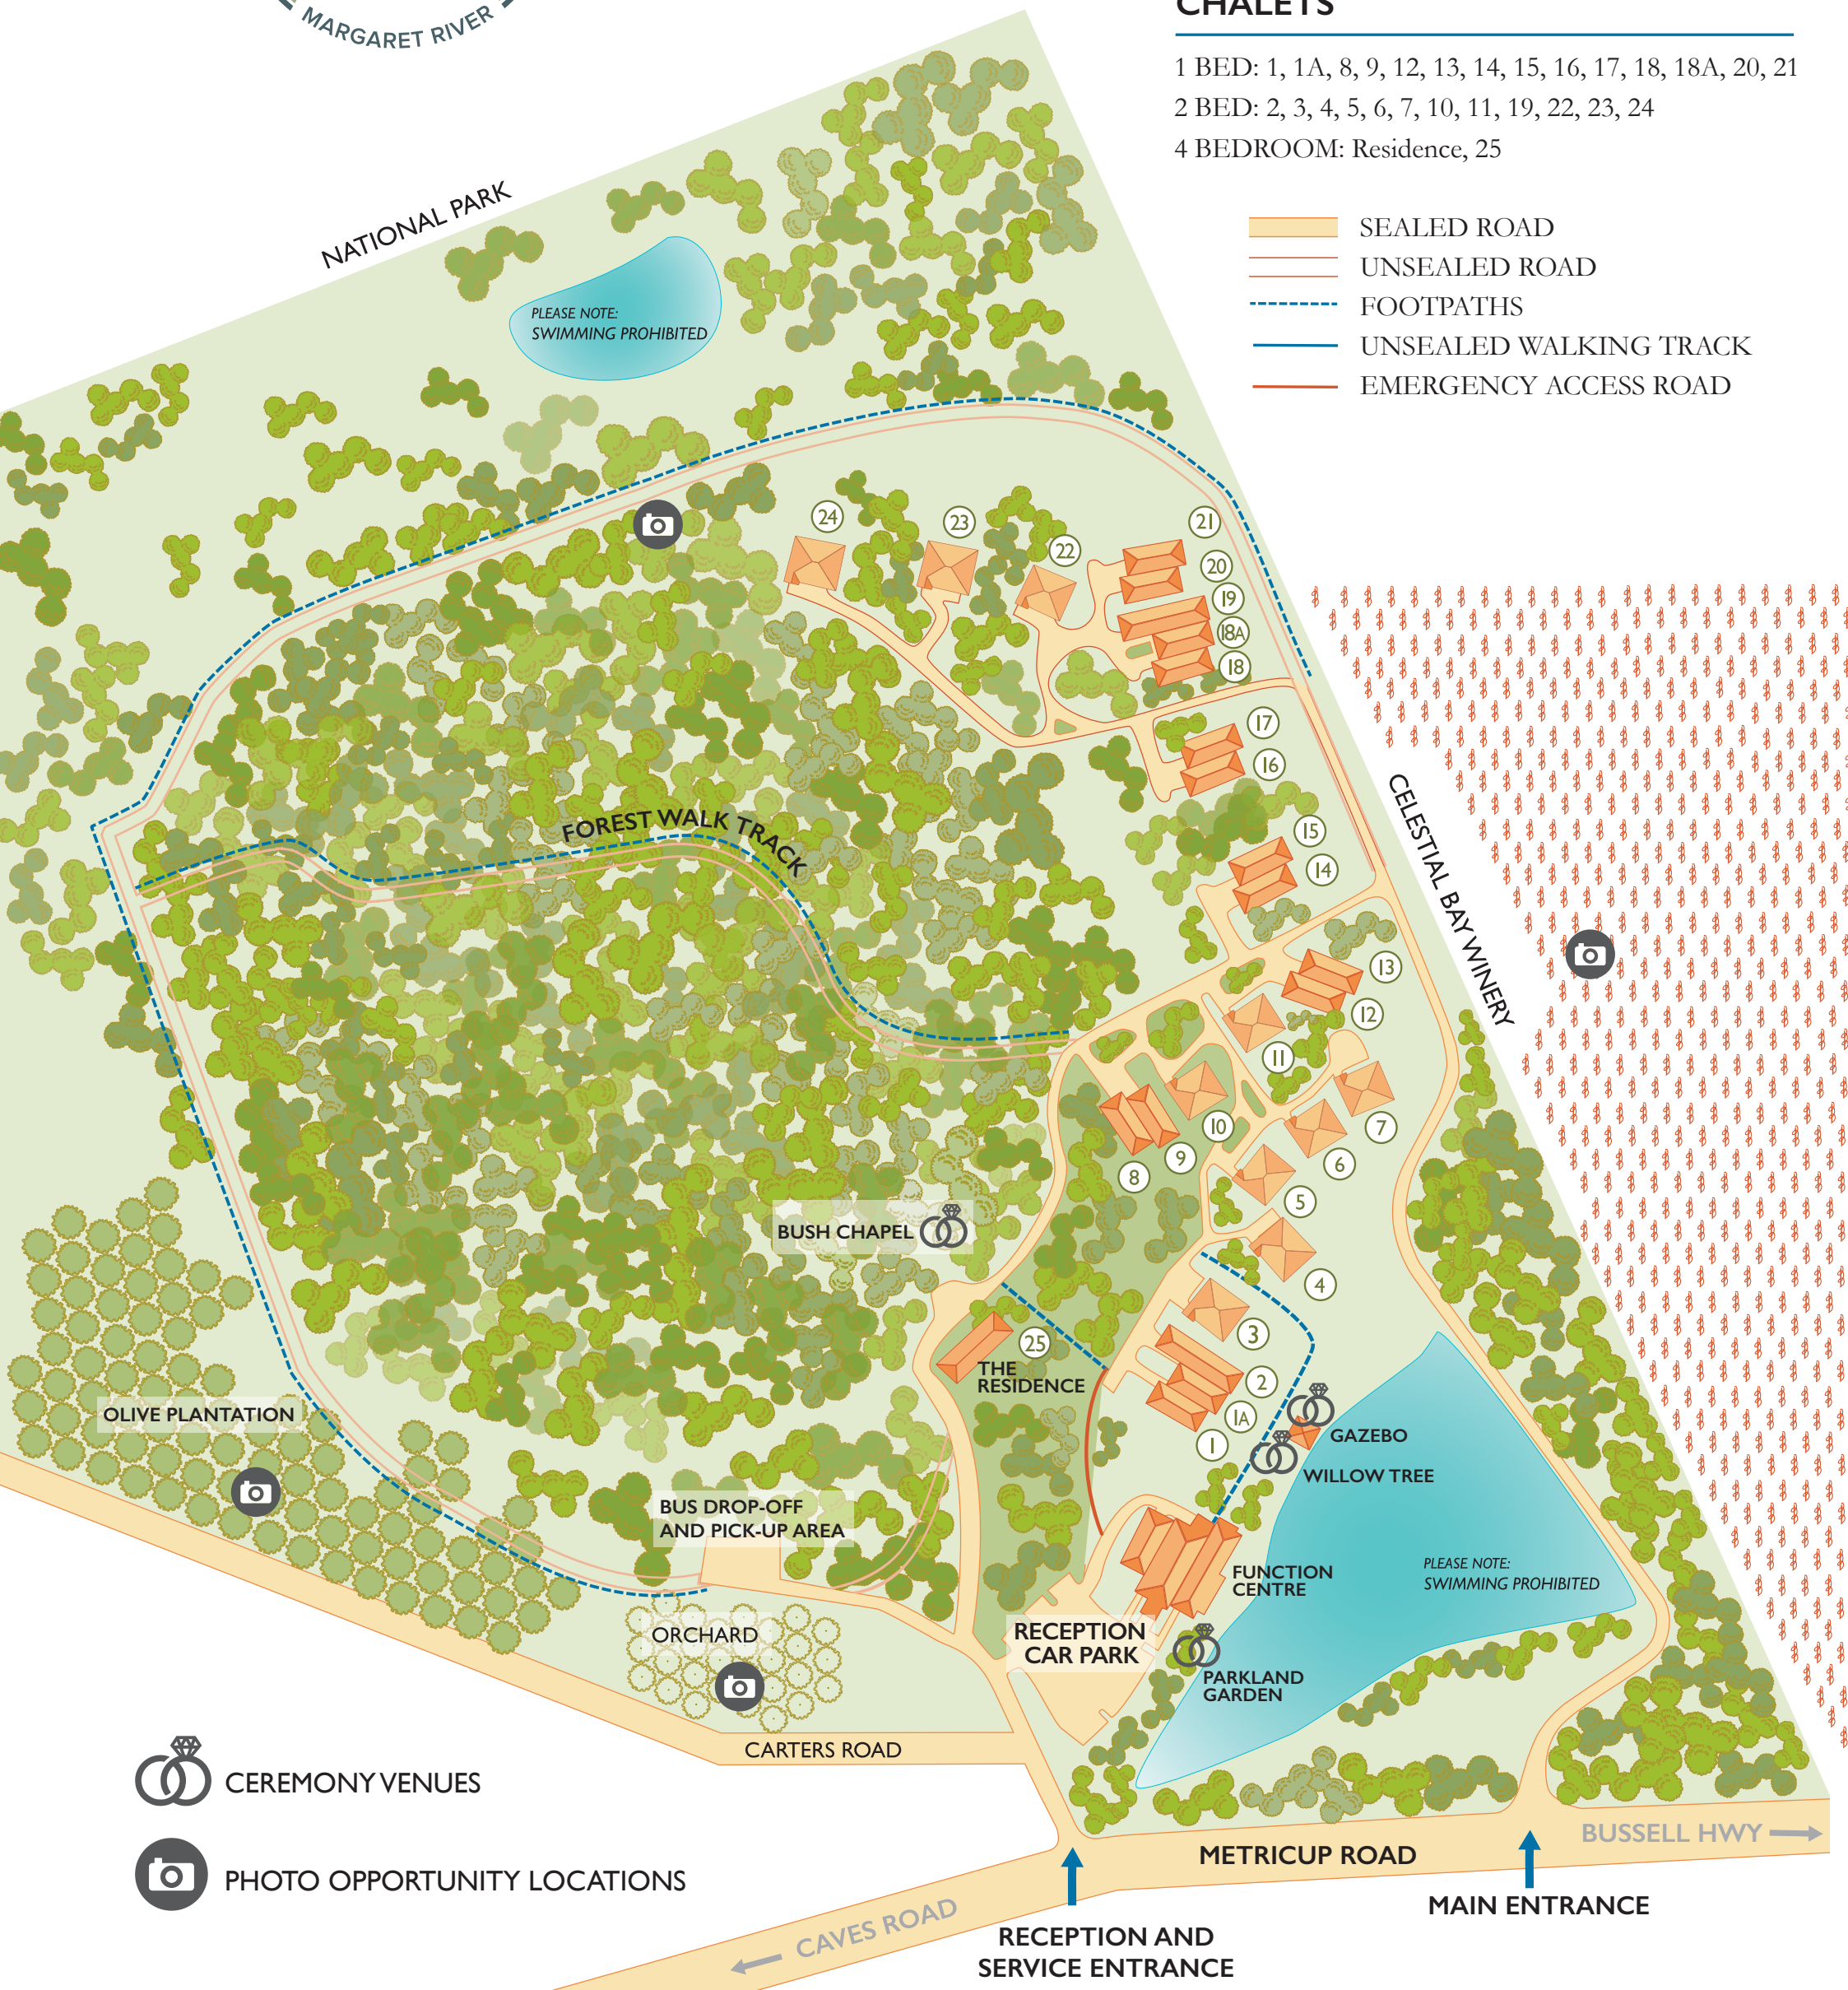 MARGARET RIVER
CHALETS
1 BED: 1, 1A, 8, 9, 12, 13, 14, 15, 16, 17, 18, 18A, 20, 21
2 BED: 2, 3, 4, 5, 6, 7, 10, 11, 19, 22, 23, 24
4 BEDROOM: Residence, 25
SEALED ROAD
UNSEALED ROAD
FOOTPATHS
UNSEALED WALKING TRACK
EMERGENCY ACCESS ROAD
NATIONAL PARK
PLEASE NOTE:
SWIMMING PROHIBITED
24
23
22
21
20
19
18A
18
17
16
15
14
13
12
11
10
9
8
7
6
5
4
3
2
1A
1
25
FOREST WALK TRACK
CELESTIAL BAY WINERY
BUSH CHAPEL
THE
RESIDENCE
GAZEBO
WILLOW TREE
OLIVE PLANTATION
BUS DROP-OFF
AND PICK-UP AREA
FUNCTION
CENTRE
PLEASE NOTE:
SWIMMING PROHIBITED
ORCHARD
RECEPTION
CAR PARK
PARKLAND
GARDEN
CARTERS ROAD
CEREMONY VENUES
PHOTO OPPORTUNITY LOCATIONS
METRICUP ROAD
BUSSELL HWY
CAVES ROAD
MAIN ENTRANCE
RECEPTION AND
SERVICE ENTRANCE